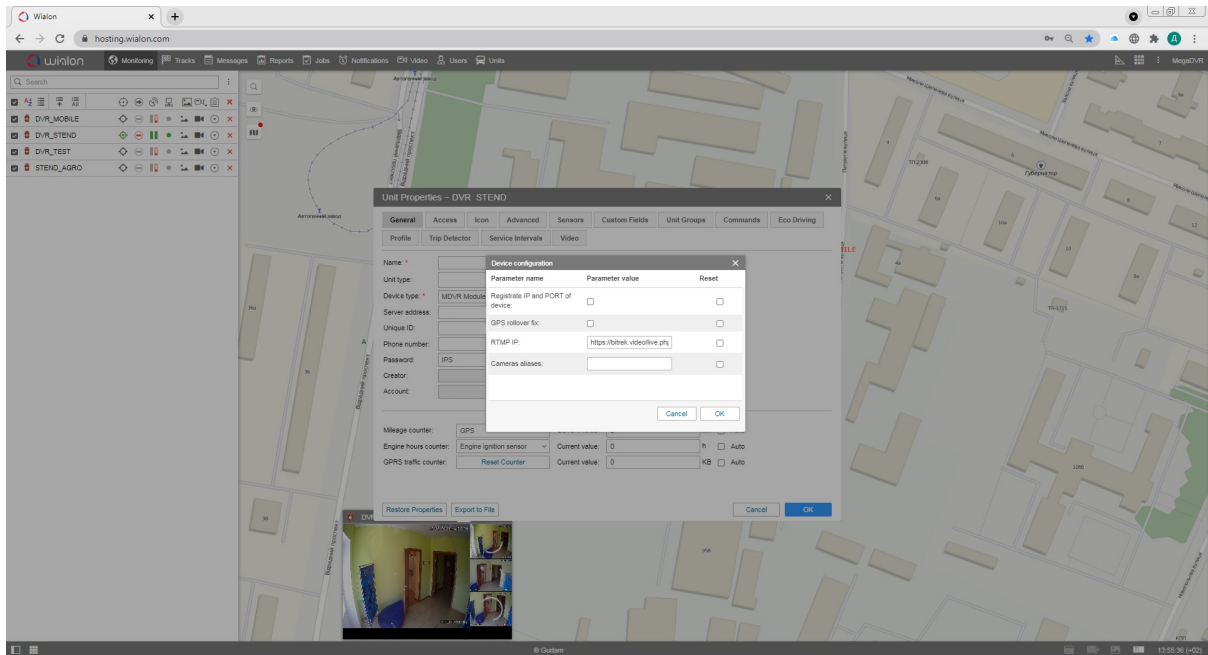 Wialon
hosting.wialon.com
wialon
Monitoring
Tracks
Messages
Reports
Jobs
Notifications
Video
Users
Units
MegaDVR
Search
DVR_MOBILE
DVR_STEND
DVR_TEST
STEND_AGRO
Unit Properties – DVR_STEND
General
Access
Icon
Advanced
Sensors
Custom Fields
Unit Groups
Commands
Eco Driving
Profile
Trip Detector
Service Intervals
Video
Name: *
Unit type:
Device type: *
MDVR Module
Server address:
Unique ID:
Phone number:
Password:
IPS
Creator:
Account:
Device configuration
Parameter name
Parameter value
Reset
Registrate IP and PORT of
device:
GPS rollover fix:
RTMP IP:
https://bitrek.video/live.php
Cameras aliases:
Cancel
OK
Mileage counter:
GPS
Engine hours counter:
Engine ignition sensor
Current value:
0
h
Auto
GPRS traffic counter:
Reset Counter
Current value:
0
KB
Auto
Restore Properties
Export to File
Cancel
OK
Губернатор
ТП-1255
108б
© Gurtam
13:55:36 (+02)